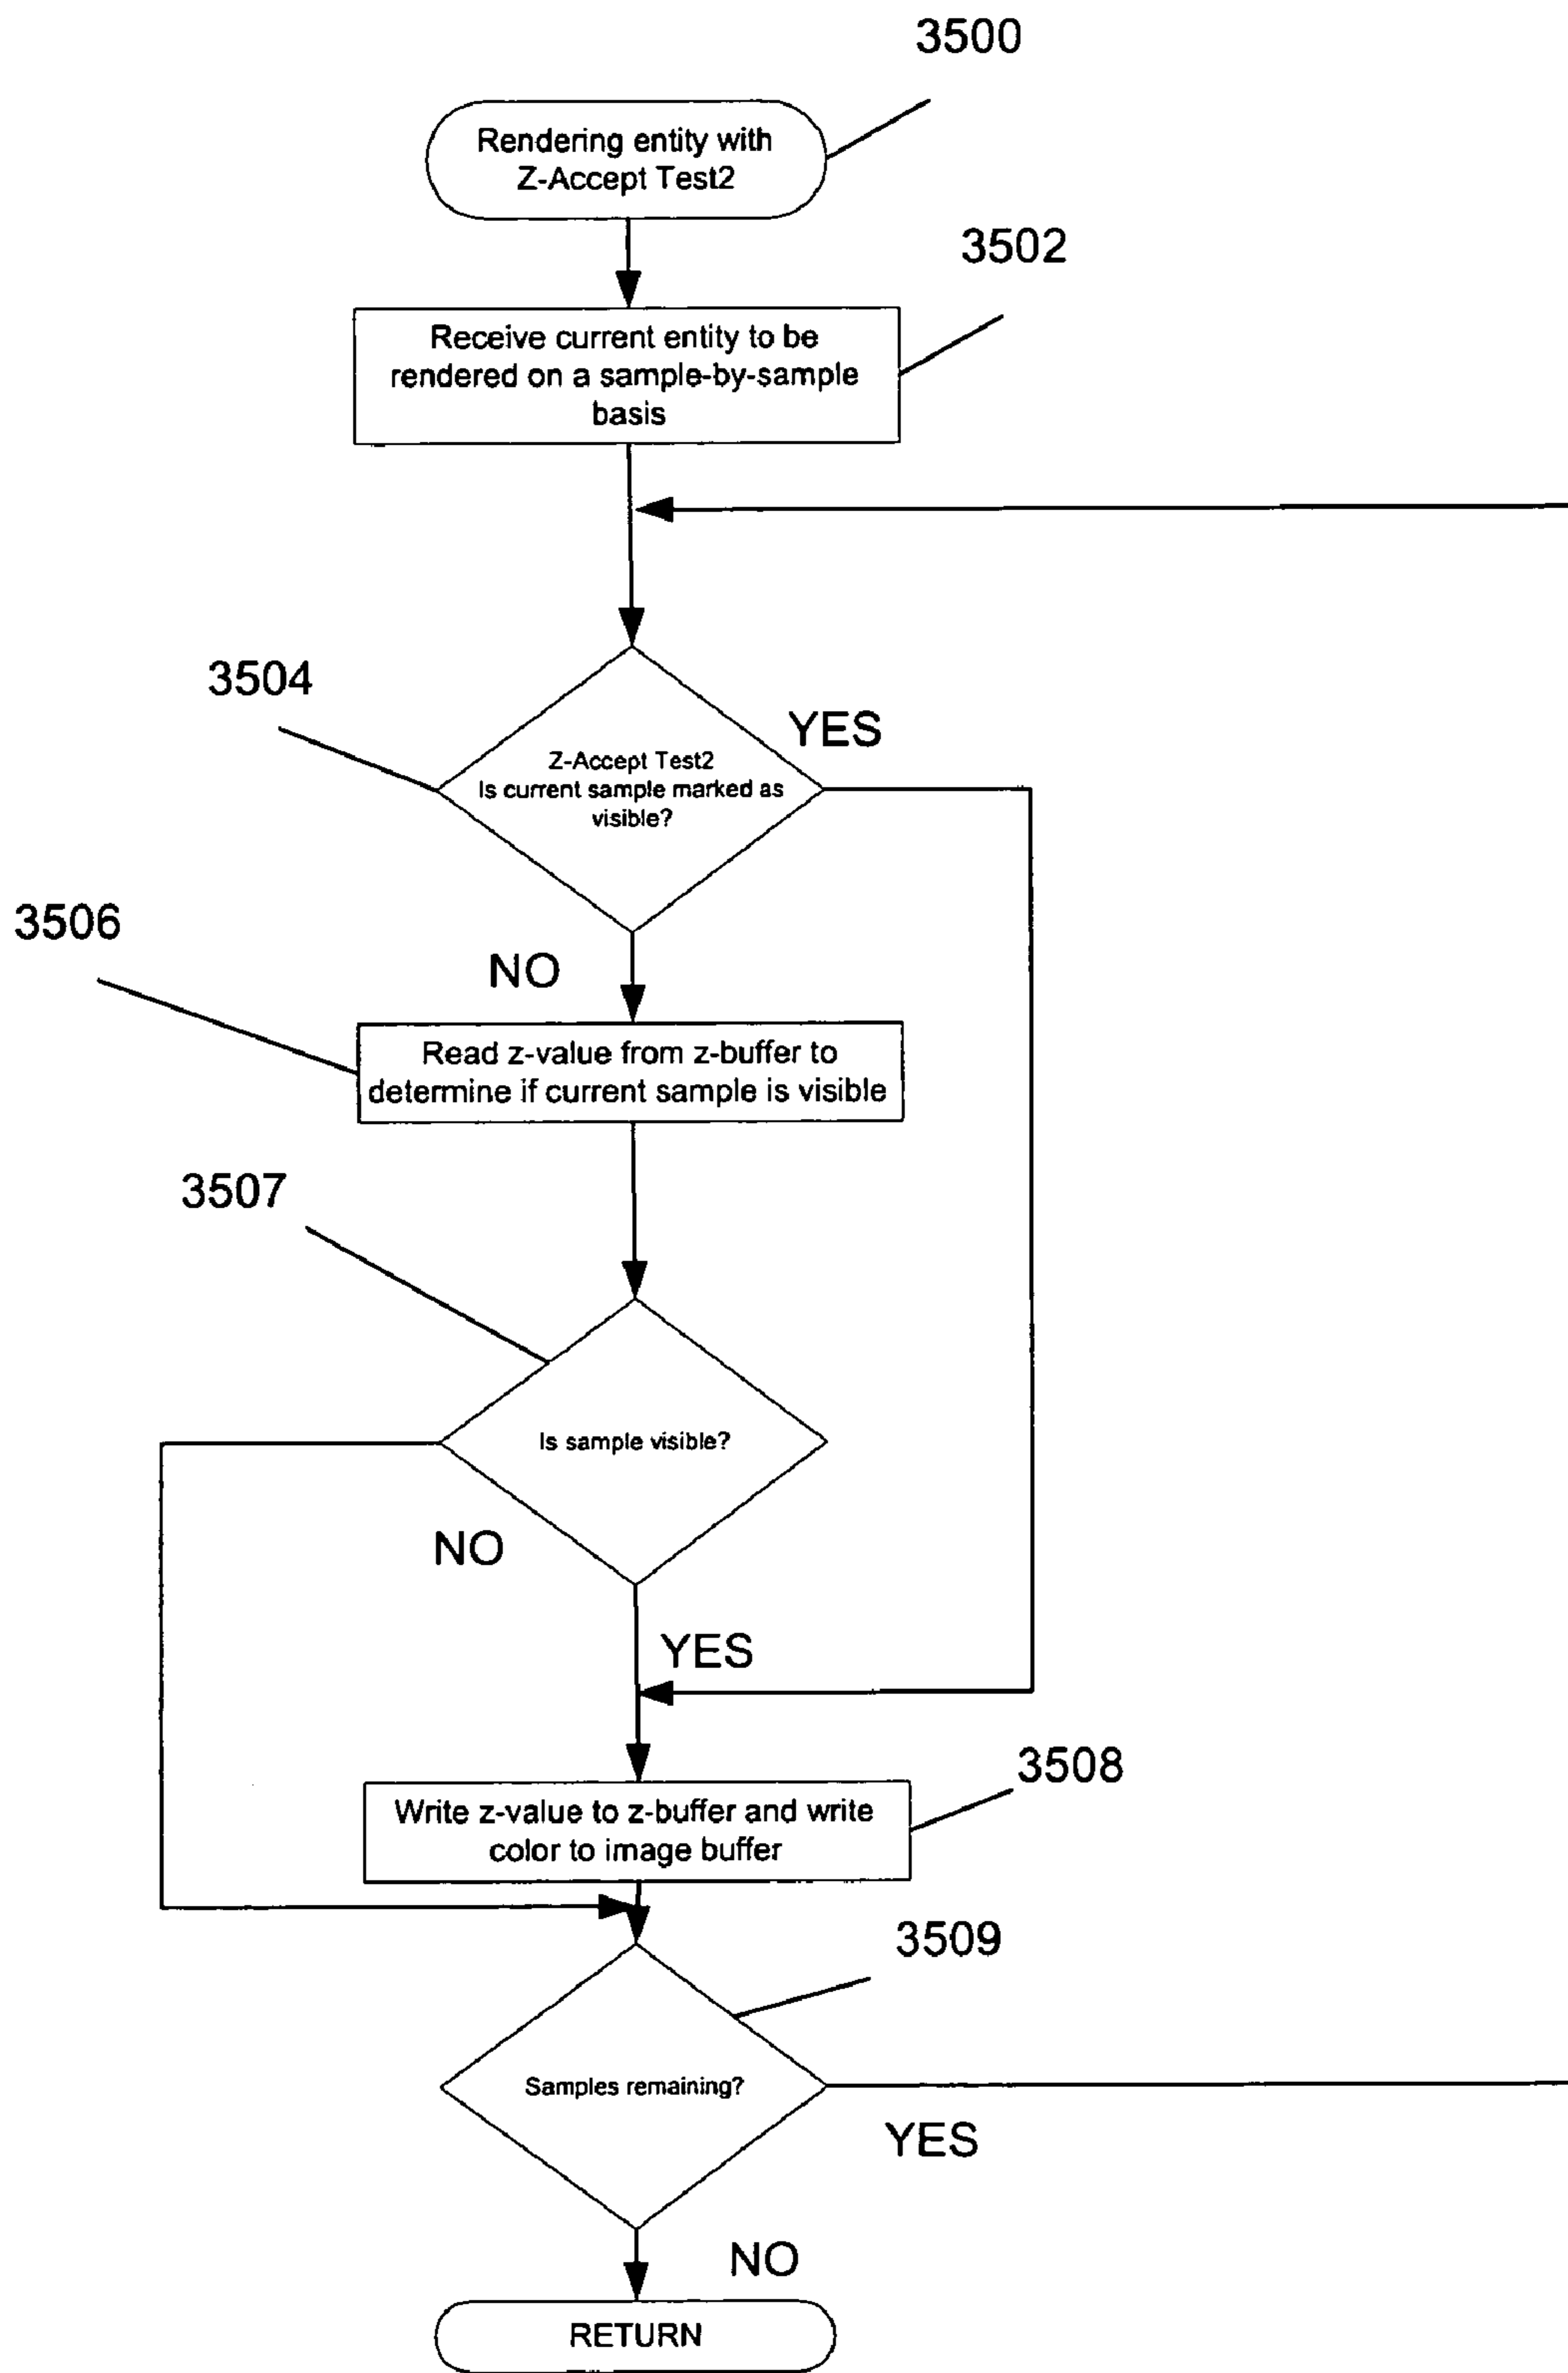 3500
Rendering entity with
Z-Accept Test2
3502
Receive current entity to be
rendered on a sample-by-sample
basis
3504
YES
Z-Accept Test2
Is current sample marked as
visible?
3506
NO
Read z-value from z-buffer to
determine if current sample is visible
3507
Is sample visible?
NO
YES
3508
Write z-value to z-buffer and write
color to image buffer
3509
Samples remaining?
YES
NO
RETURN